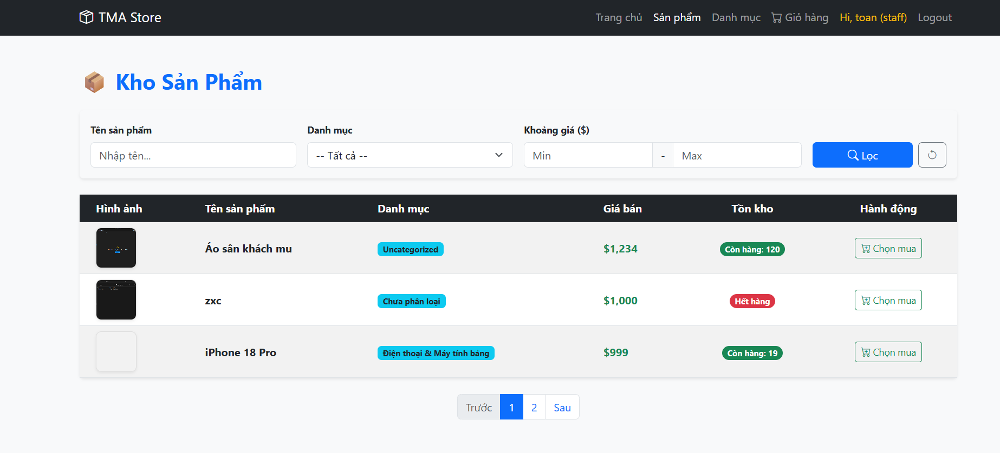 TMA Store
Trang chủ Sản phẩm Danh mục Giỏ hàng Hi, toan (staff) Logout
Kho Sản Phẩm
Tên sản phẩm Danh mục Khoảng giá ($)
Nhập tên... -- Tất cả -- Min - Max Lọc
Hình ảnh Tên sản phẩm Danh mục Giá bán Tồn kho Hành động
Áo sân khách mu Uncategorized $1,234 Còn hàng: 120 Chọn mua
zxc Chưa phân loại $1,000 Hết hàng Chọn mua
iPhone 18 Pro Điện thoại & Máy tính bảng $999 Còn hàng: 19 Chọn mua
Trước 1 2 Sau